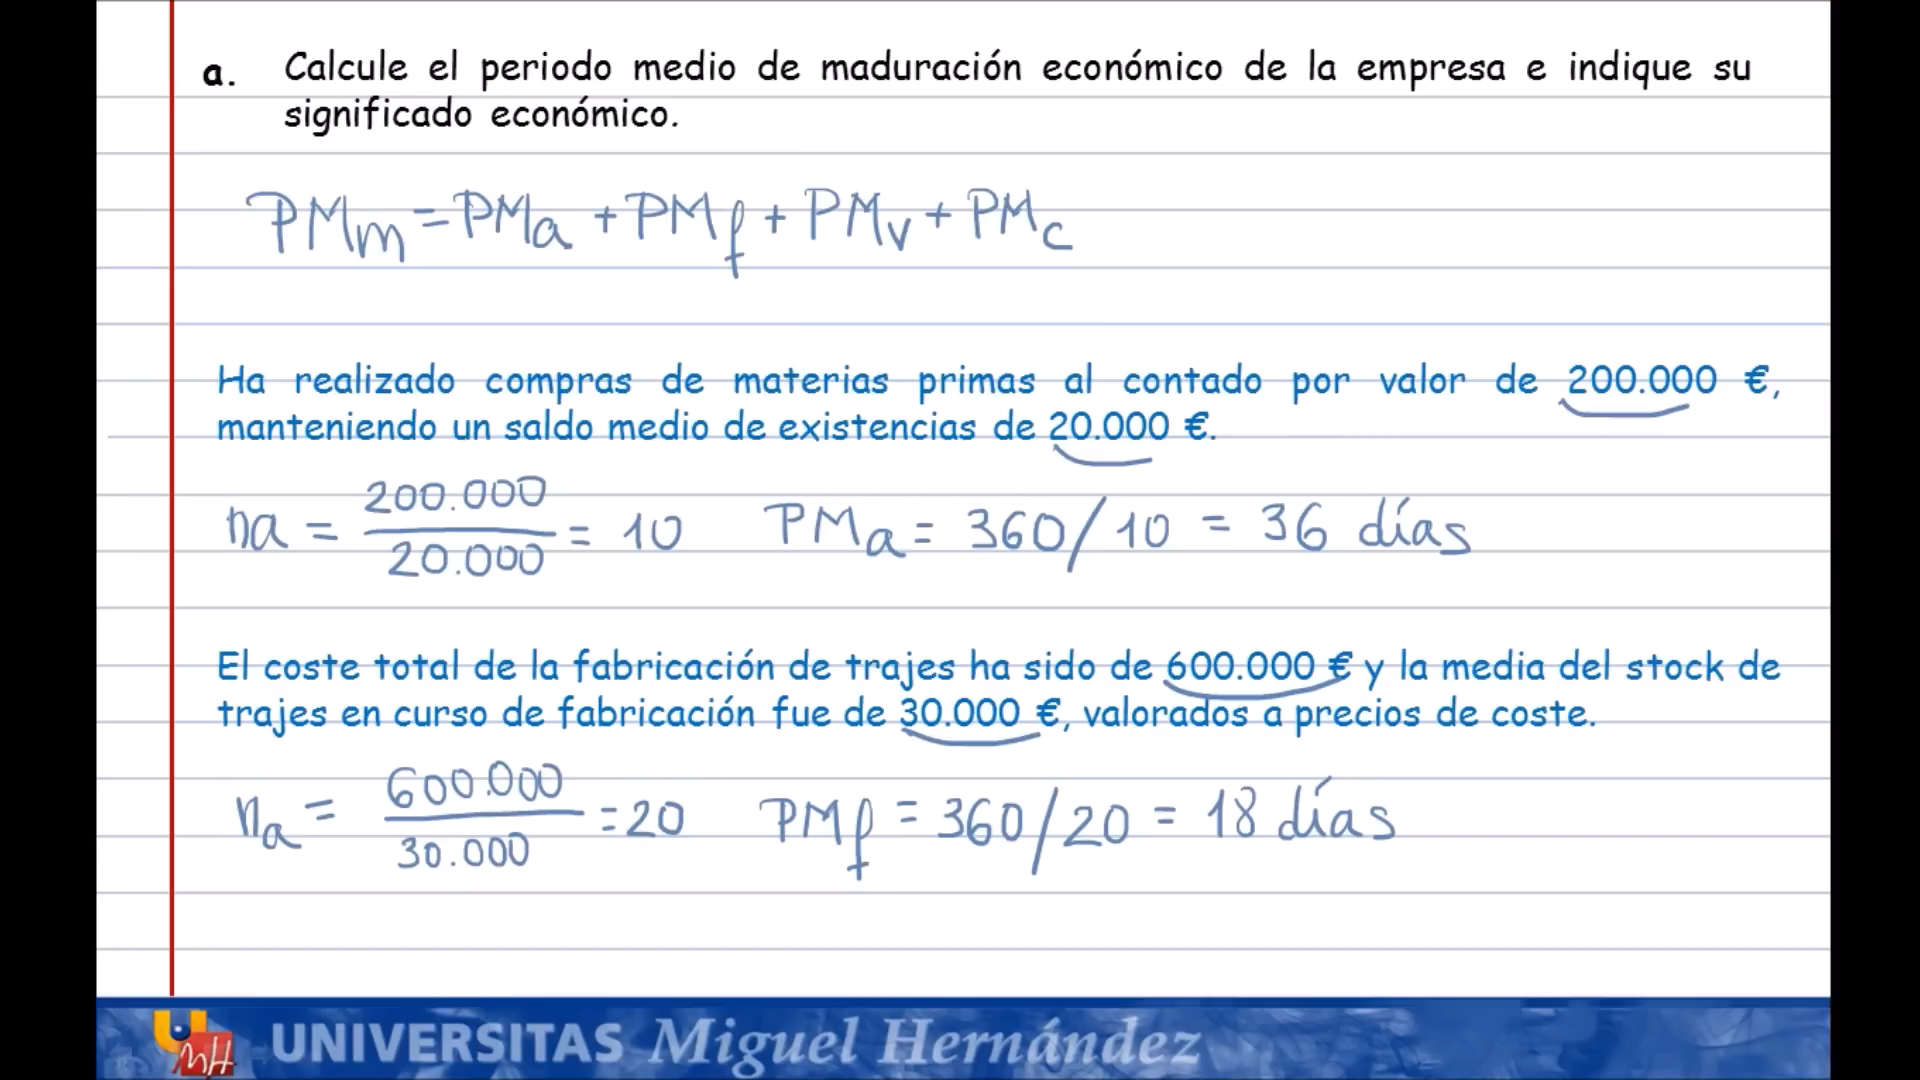 a. Calcule el periodo medio de maduración económico de la empresa e indique su
significado económico.
PMm = PMa + PMf + PMv + PMc
Ha realizado compras de materias primas al contado por valor de 200.000 €,
manteniendo un saldo medio de existencias de 20.000 €.
na = 200.000 / 20.000 = 10 PMa = 360/10 = 36 días
El coste total de la fabricación de trajes ha sido de 600.000 € y la media del stock de
trajes en curso de fabricación fue de 30.000 €, valorados a precios de coste.
na = 600.000 / 30.000 = 20 PMf = 360/20 = 18 días
UMH UNIVERSITAS Miguel Hernández